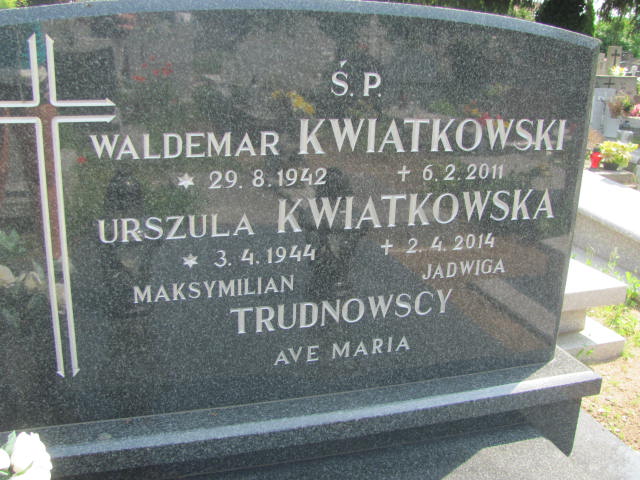 Ś.P.
WALDEMAR KWIATKOWSKI
* 29.8.1942 + 6.2.2011
URSZULA KWIATKOWSKA
* 3.4.1944 + 2.4.2014
MAKSYMILIAN JADWIGA
TRUDNOWSCY
AVE MARIA